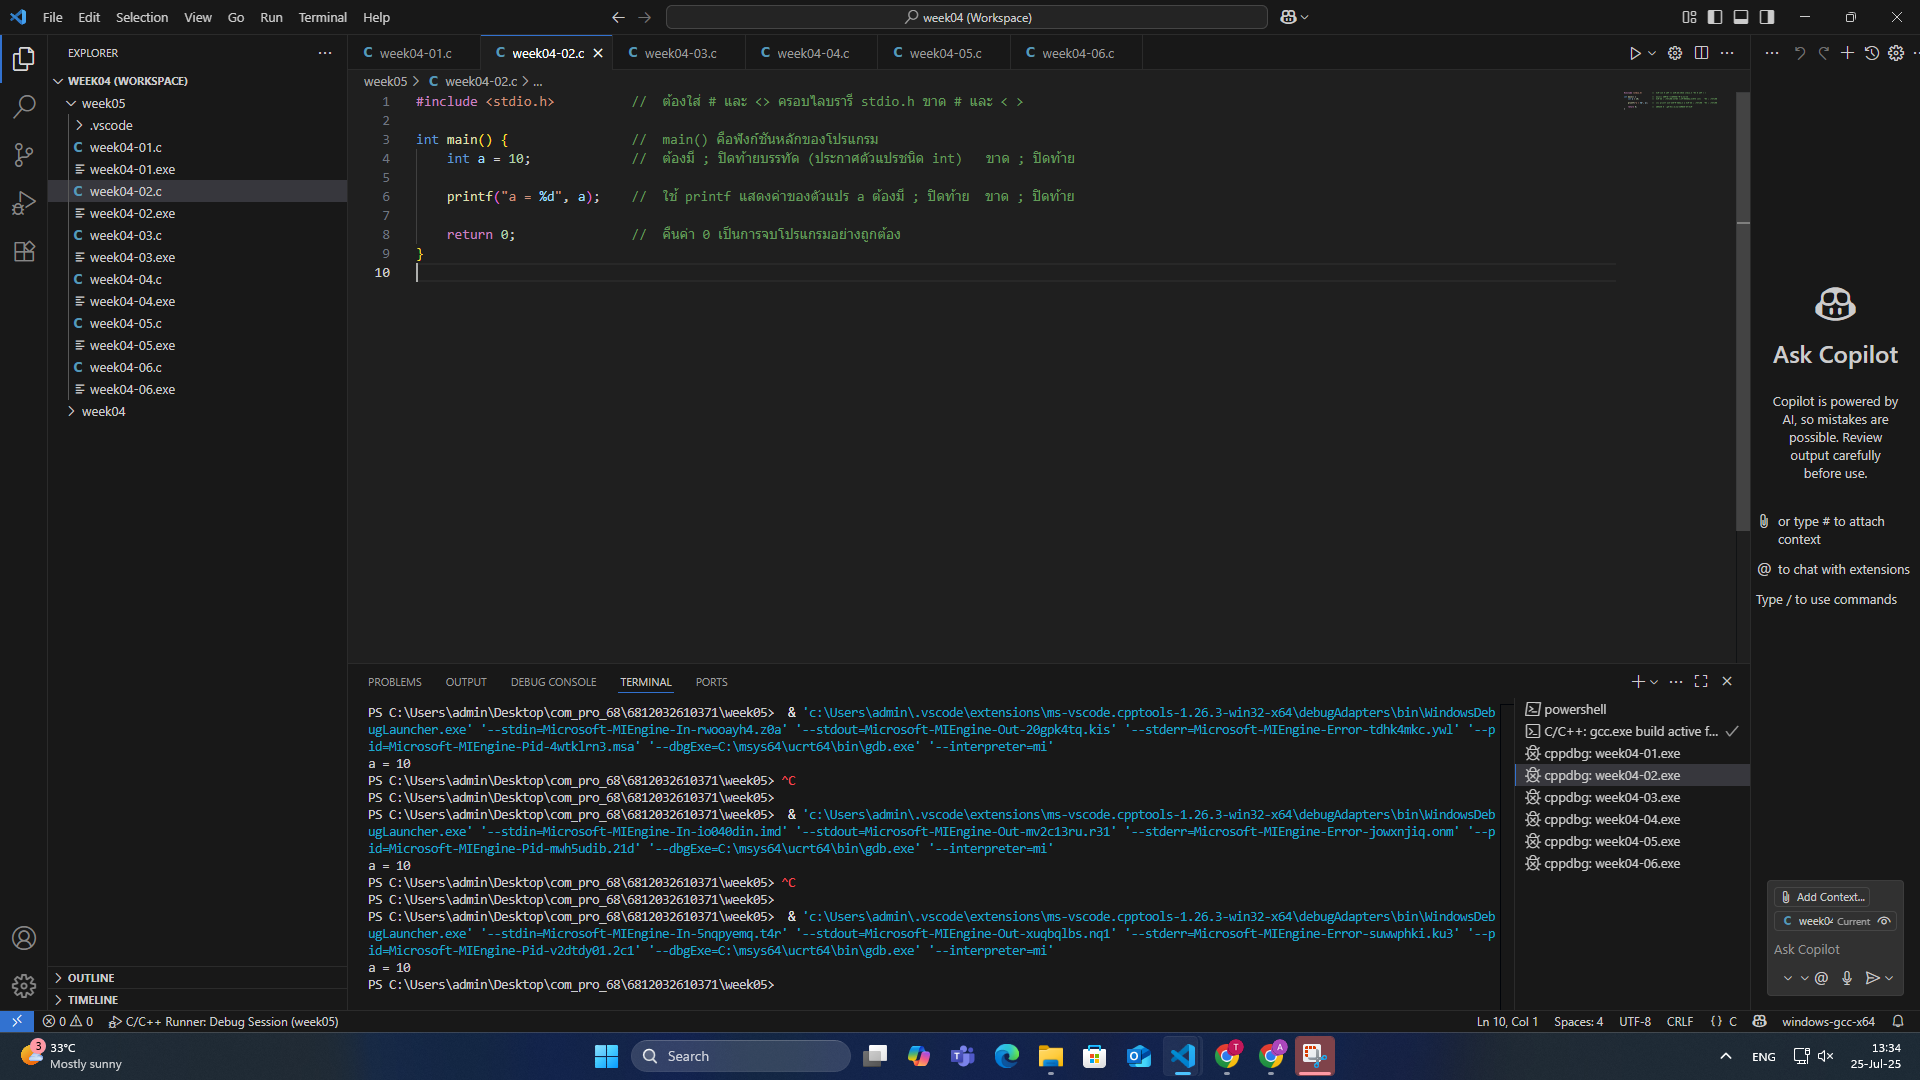 File Edit Selection View Go Run Terminal Help
week04 (Workspace)
EXPLORER
WEEK04 (WORKSPACE)
week05
.vscode
week04-01.c
week04-01.exe
week04-02.c
week04-02.exe
week04-03.c
week04-03.exe
week04-04.c
week04-04.exe
week04-05.c
week04-05.exe
week04-06.c
week04-06.exe
week04
OUTLINE
TIMELINE
C week04-01.c C week04-02.c C week04-03.c C week04-04.c C week04-05.c C week04-06.c
week05 > C week04-02.c > ...
1 #include <stdio.h> // ต้องใส่ # และ <> ครอบไลบรารี stdio.h ขาด # และ < >
2
3 int main() { // main() คือฟังก์ชันหลักของโปรแกรม
4 int a = 10; // ต้องมี ; ปิดท้ายบรรทัด (ประกาศตัวแปรชนิด int) ขาด ; ปิดท้าย
5
6 printf("a = %d", a); // ใช้ printf แสดงค่าของตัวแปร a ต้องมี ; ปิดท้าย ขาด ; ปิดท้าย
7
8 return 0; // คืนค่า 0 เป็นการจบโปรแกรมอย่างถูกต้อง
9 }
10
PROBLEMS OUTPUT DEBUG CONSOLE TERMINAL PORTS
PS C:\Users\admin\Desktop\com_pro_68\6812032610371\week05> & 'c:\Users\admin\.vscode\extensions\ms-vscode.cpptools-1.26.3-win32-x64\debugAdapters\bin\WindowsDeb
ugLauncher.exe' '--stdin=Microsoft-MIEngine-In-rwooayh4.z0a' '--stdout=Microsoft-MIEngine-Out-20gpk4tq.kis' '--stderr=Microsoft-MIEngine-Error-tdhk4mkc.ywl' '--p
id=Microsoft-MIEngine-Pid-4wtklrn3.msa' '--dbgExe=C:\msys64\ucrt64\bin\gdb.exe' '--interpreter=mi'
a = 10
PS C:\Users\admin\Desktop\com_pro_68\6812032610371\week05> ^C
PS C:\Users\admin\Desktop\com_pro_68\6812032610371\week05>
PS C:\Users\admin\Desktop\com_pro_68\6812032610371\week05> & 'c:\Users\admin\.vscode\extensions\ms-vscode.cpptools-1.26.3-win32-x64\debugAdapters\bin\WindowsDeb
ugLauncher.exe' '--stdin=Microsoft-MIEngine-In-io040din.imd' '--stdout=Microsoft-MIEngine-Out-mv2c13ru.r31' '--stderr=Microsoft-MIEngine-Error-jowxnjiq.onm' '--p
id=Microsoft-MIEngine-Pid-mwh5udib.21d' '--dbgExe=C:\msys64\ucrt64\bin\gdb.exe' '--interpreter=mi'
a = 10
PS C:\Users\admin\Desktop\com_pro_68\6812032610371\week05> ^C
PS C:\Users\admin\Desktop\com_pro_68\6812032610371\week05>
PS C:\Users\admin\Desktop\com_pro_68\6812032610371\week05> & 'c:\Users\admin\.vscode\extensions\ms-vscode.cpptools-1.26.3-win32-x64\debugAdapters\bin\WindowsDeb
ugLauncher.exe' '--stdin=Microsoft-MIEngine-In-5nqpyemq.t4r' '--stdout=Microsoft-MIEngine-Out-xuqbqlbs.nq1' '--stderr=Microsoft-MIEngine-Error-suwwphki.ku3' '--p
id=Microsoft-MIEngine-Pid-v2dtdy01.2c1' '--dbgExe=C:\msys64\ucrt64\bin\gdb.exe' '--interpreter=mi'
a = 10
PS C:\Users\admin\Desktop\com_pro_68\6812032610371\week05>
powershell
C/C++: gcc.exe build active f...
cppdbg: week04-01.exe
cppdbg: week04-02.exe
cppdbg: week04-03.exe
cppdbg: week04-04.exe
cppdbg: week04-05.exe
cppdbg: week04-06.exe
Ask Copilot
Copilot is powered by
AI, so mistakes are
possible. Review
output carefully
before use.
or type # to attach
context
@ to chat with extensions
Type / to use commands
Add Context...
C week04 Current
Ask Copilot
0 0 C/C++ Runner: Debug Session (week05)
Ln 10, Col 1 Spaces: 4 UTF-8 CRLF {} C windows-gcc-x64
3
33°C
Mostly sunny
Search
T
A
ENG
13:34
25-Jul-25